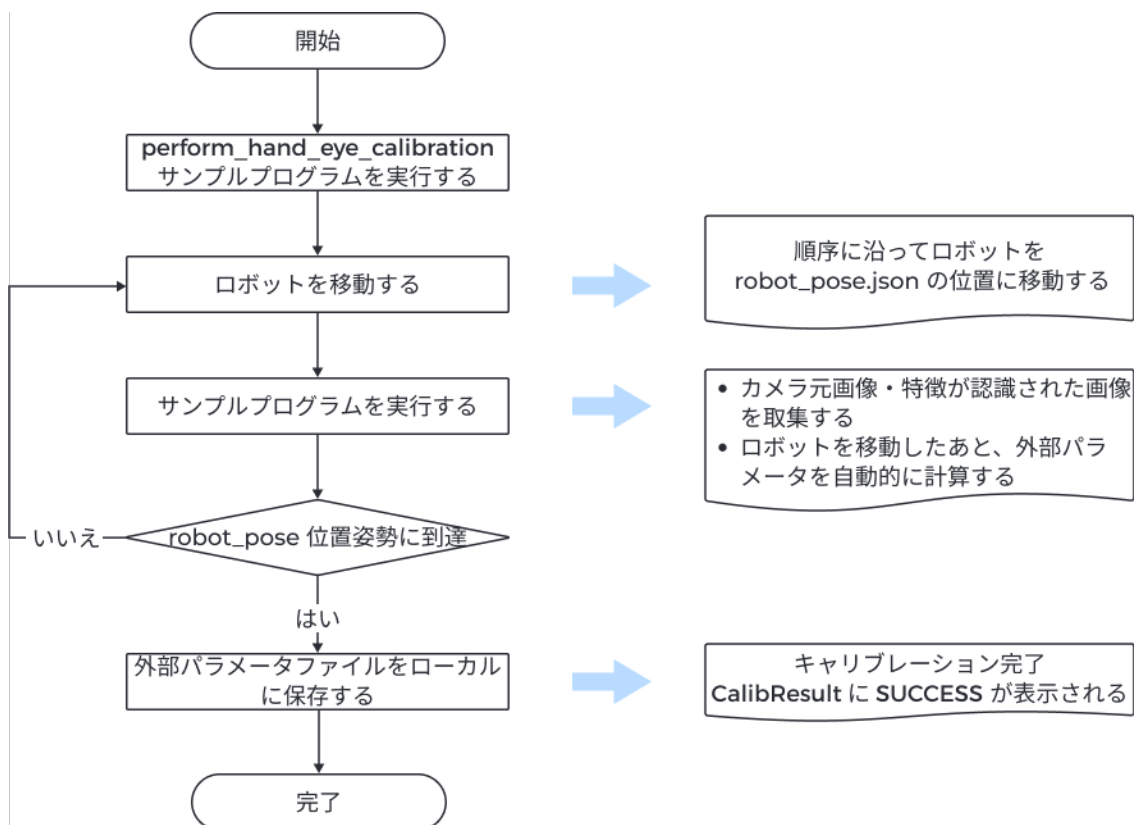 開始
perform_hand_eye_calibration
サンプルプログラムを実行する
ロボットを移動する
順序に沿ってロボットを
robot_pose.json の位置に移動する
サンプルプログラムを実行する
• カメラ元画像・特徴が認識された画像
を取集する
• ロボットを移動したあと、外部パラ
メータを自動的に計算する
いいえ
robot_pose 位置姿勢に到達
はい
外部パラメータファイルをローカル
に保存する
キャリブレーション完了
CalibResult に SUCCESS が表示される
完了